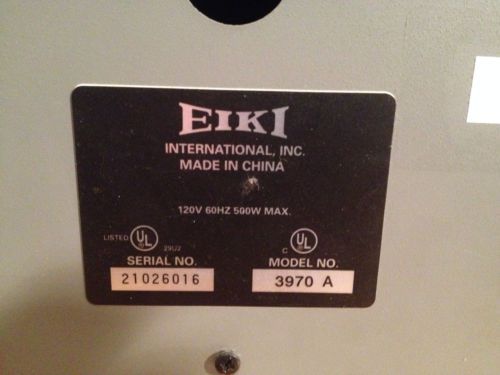 EIKI
INTERNATIONAL, INC.
MADE IN CHINA
120V 60HZ 500W MAX.
LISTED UL 29U2
C UL
SERIAL NO.
21026016
MODEL NO.
3970 A